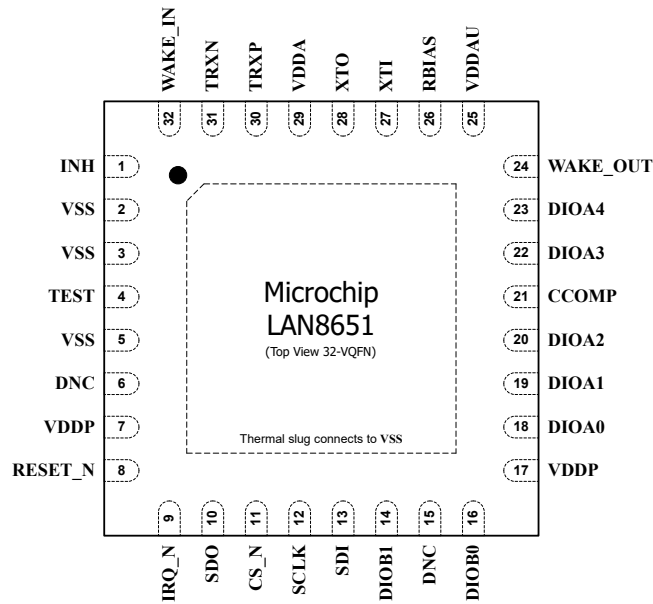 WAKE_IN
TRXN
TRXP
VDDA
XTO
XTI
RBIAS
VDDAU
32
31
30
29
28
27
26
25
INH 1
VSS 2
VSS 3
TEST 4
VSS 5
DNC 6
VDDP 7
RESET_N 8
Microchip
LAN8651
(Top View 32-VQFN)
Thermal slug connects to VSS
24 WAKE_OUT
23 DIOA4
22 DIOA3
21 CCOMP
20 DIOA2
19 DIOA1
18 DIOA0
17 VDDP
9
10
11
12
13
14
15
16
IRQ_N
SDO
CS_N
SCLK
SDI
DIOB1
DNC
DIOB0